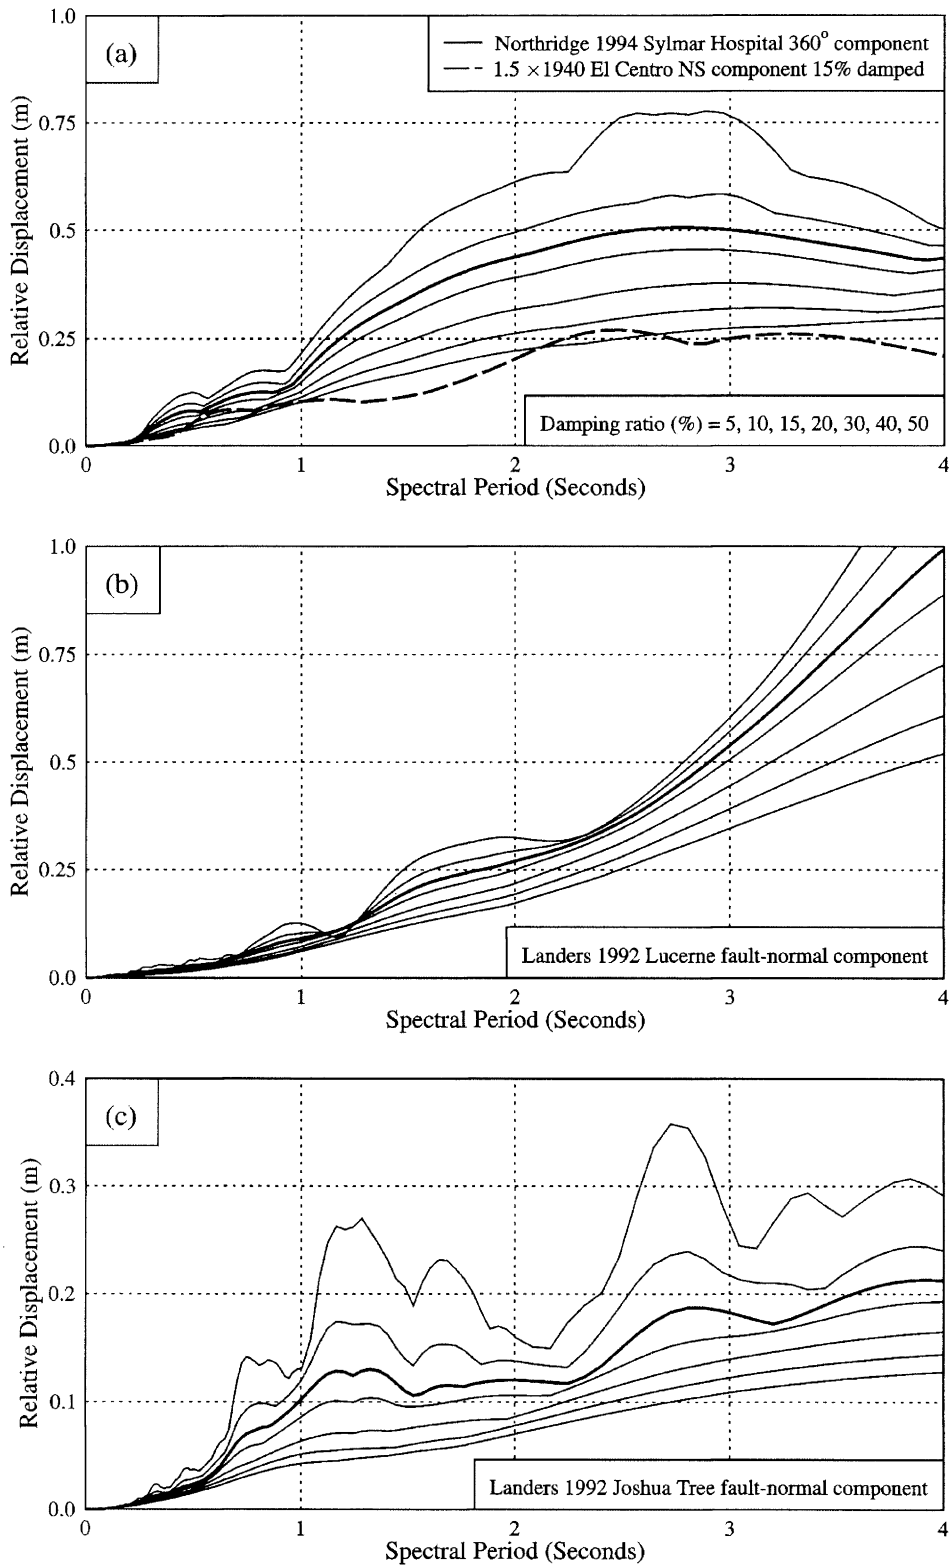 (a)
Northridge 1994 Sylmar Hospital 360° component
1.5 ×1940 El Centro NS component 15% damped
Relative Displacement (m)
1.0
0.75
0.5
0.25
0.0
Damping ratio (%) = 5, 10, 15, 20, 30, 40, 50
0 1 2 3 4
Spectral Period (Seconds)
(b)
Relative Displacement (m)
1.0
0.75
0.5
0.25
0.0
Landers 1992 Lucerne fault-normal component
0 1 2 3 4
Spectral Period (Seconds)
(c)
Relative Displacement (m)
0.4
0.3
0.2
0.1
0.0
Landers 1992 Joshua Tree fault-normal component
0 1 2 3 4
Spectral Period (Seconds)